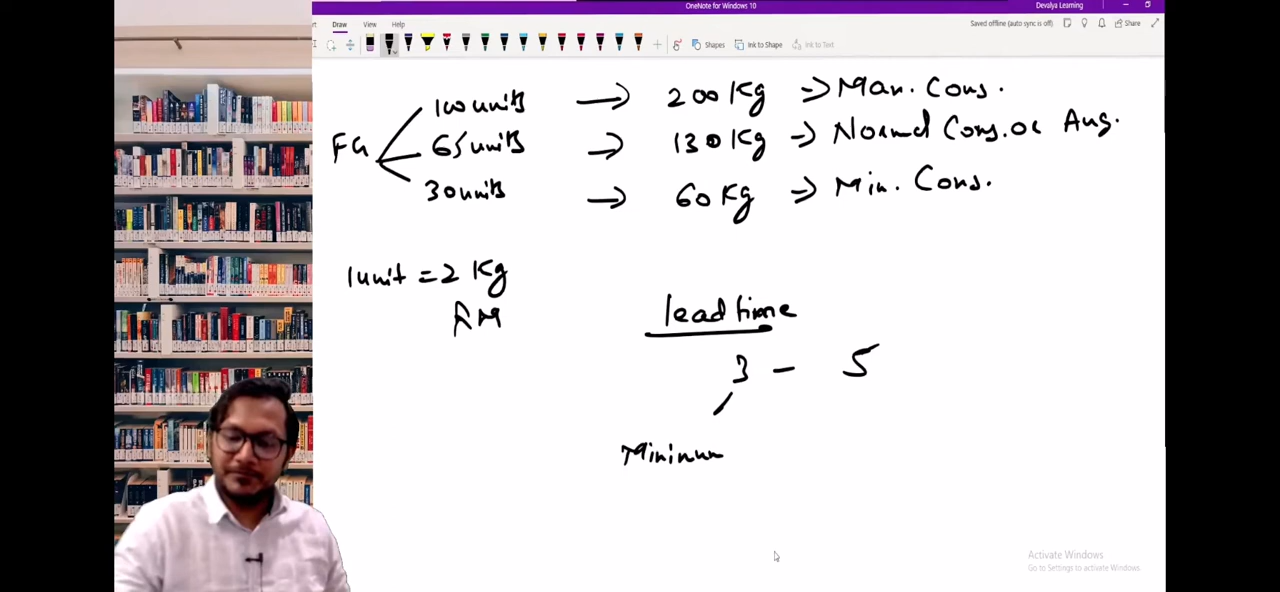 OneNote for Windows 10
Devalya Learning
Draw View Help
Saved offline (auto sync is off)
Share
Shapes Ink to Shape Ink to Text
FG
100 units → 200 Kg ⇒ Max. Cons.
65 units → 130 Kg ⇒ Normal Cons. or Avg.
30 units → 60 Kg ⇒ Min. Cons.
1 unit = 2 Kg
RM
lead time
3 – 5
Minimum
Activate Windows
Go to Settings to activate Windows.